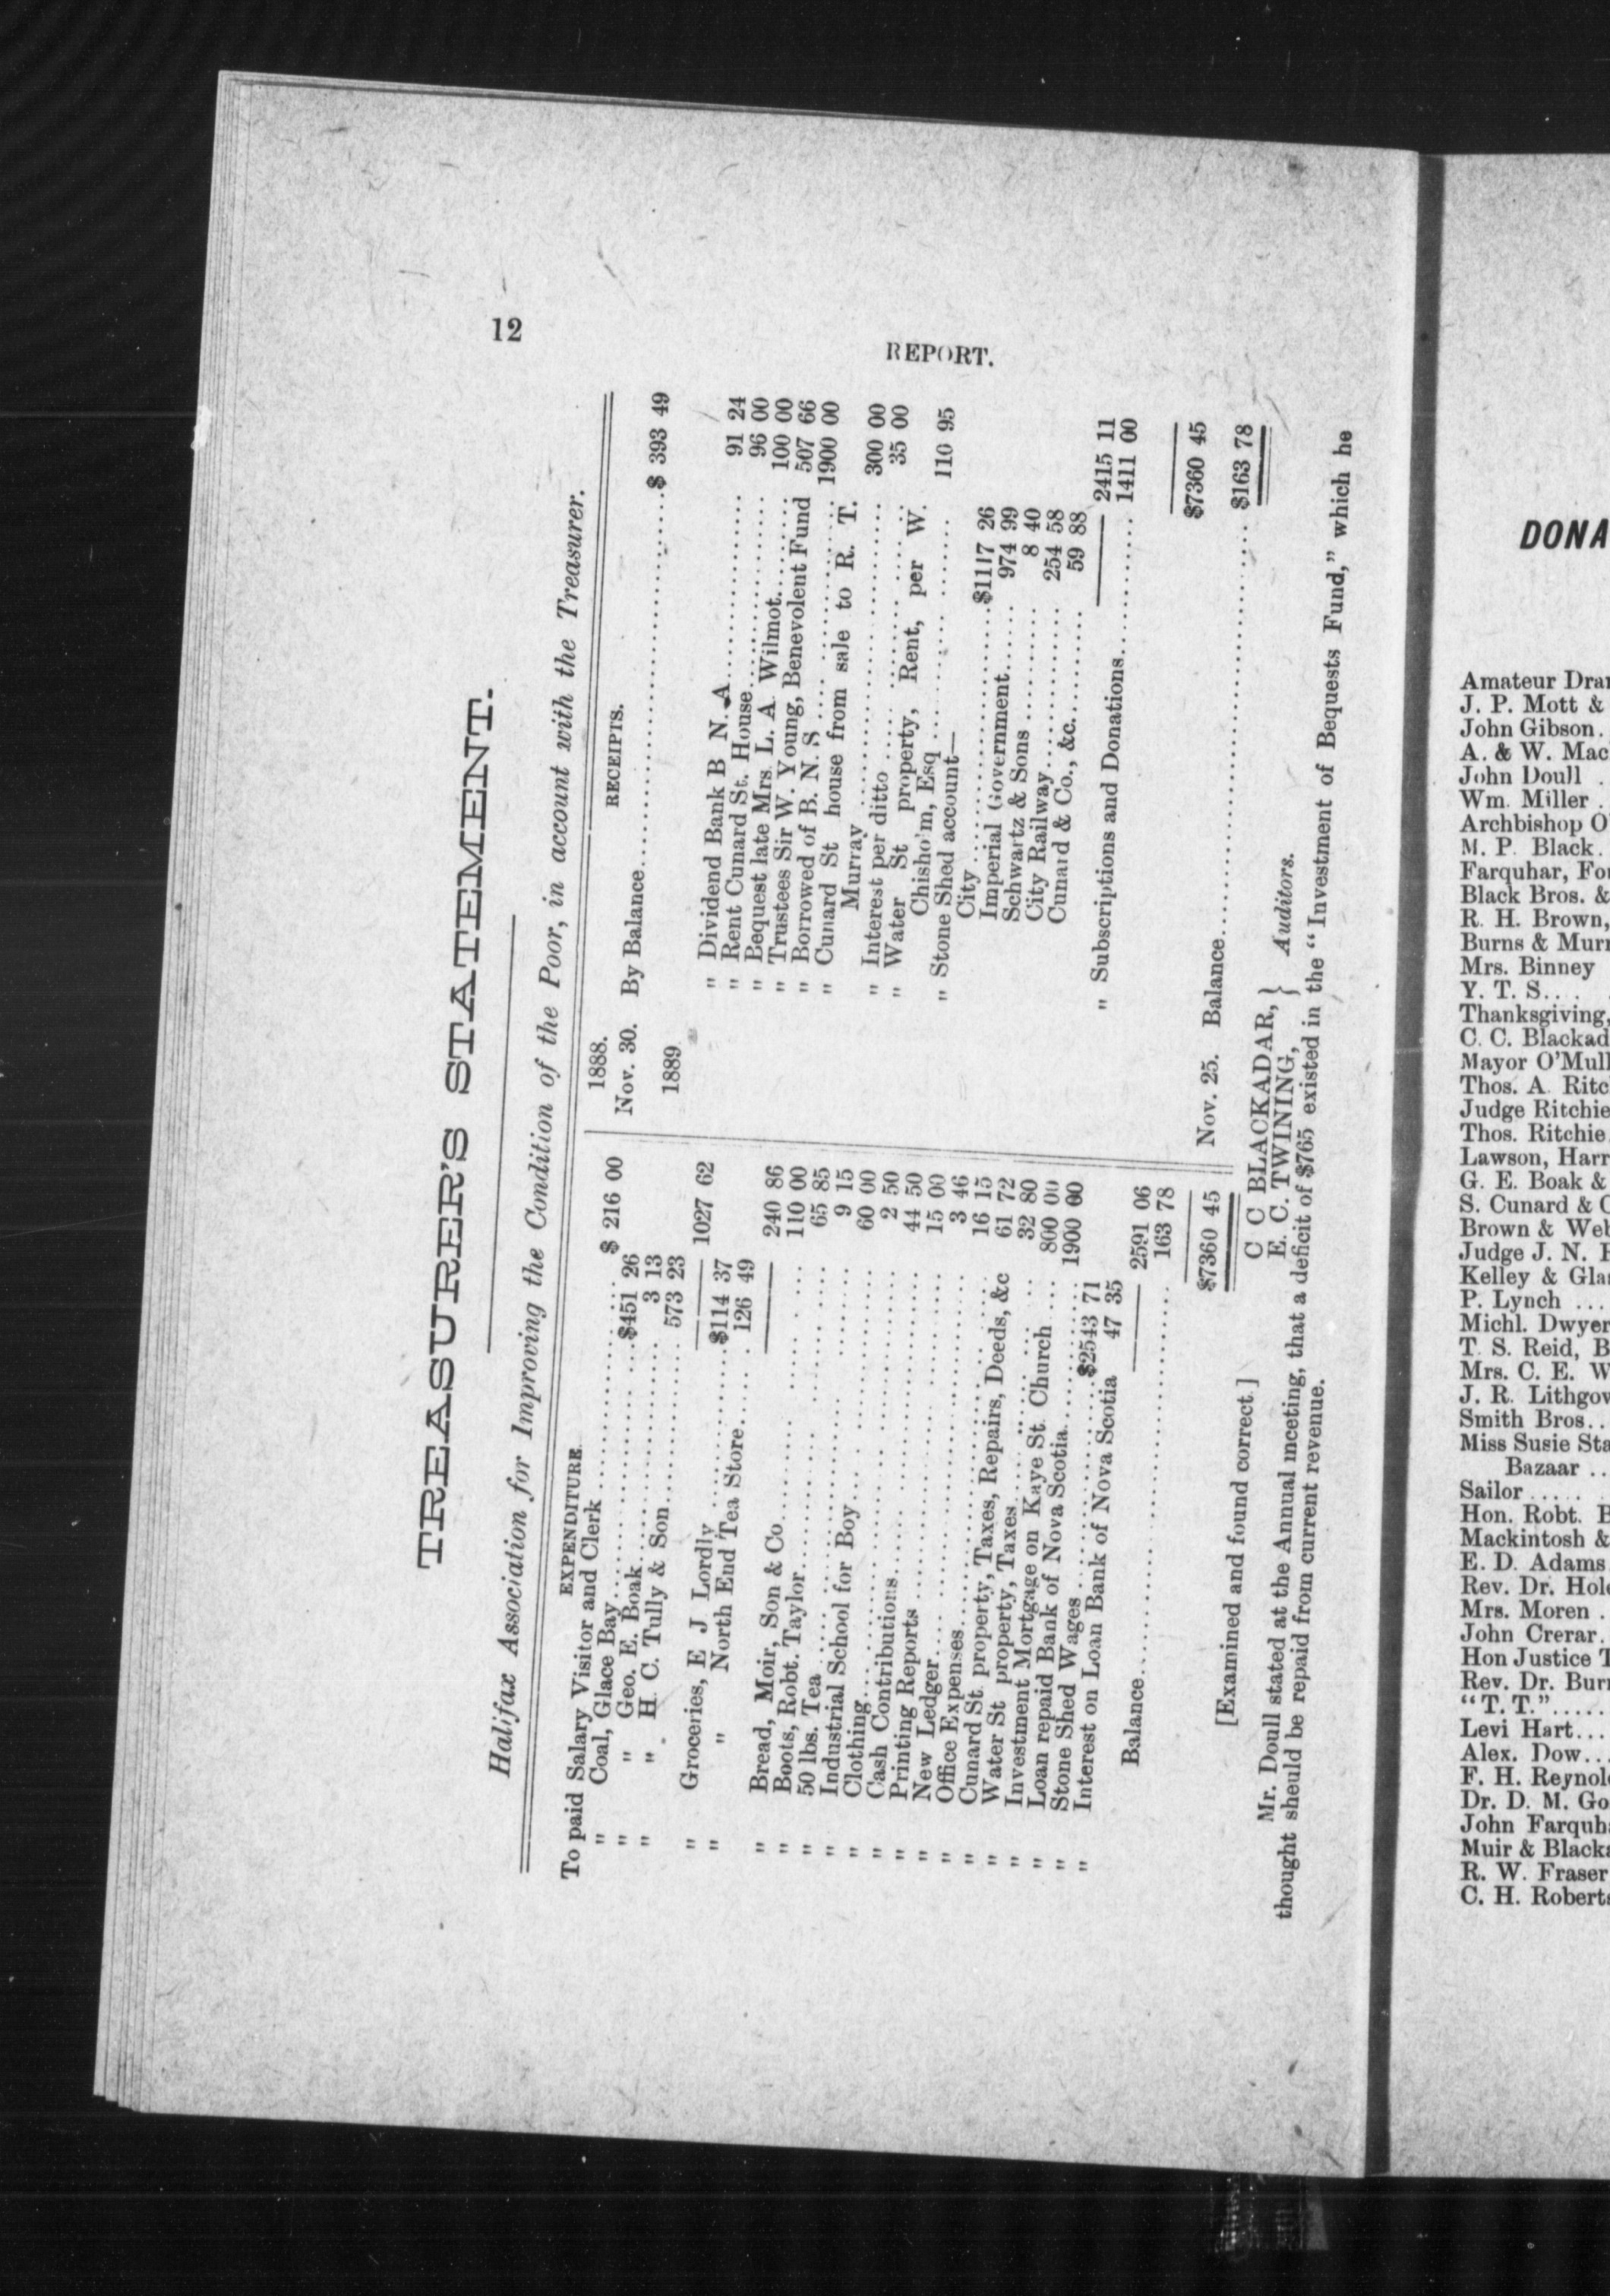 12
REPORT.
TREASURER'S STATEMENT.
Halifax Association for Improving the Condition of the Poor, in account with the Treasurer.
EXPENDITURE
To paid Salary Visitor and Clerk .................. $ 216 00
" Coal, Glace Bay .................. $451 26
" " Geo. E. Boak .................. 3 13
" " H. C. Tully & Son .................. 573 23
1027 62
" Groceries, E J Lordly .................. $114 37
" " North End Tea Store ...... 126 49
240 86
" Bread, Moir, Son & Co .................. 110 00
" Boots, Robt. Taylor .................. 65 85
" 50 lbs. Tea .................. 9 15
" Industrial School for Boy .................. 60 00
" Clothing .................. 2 50
" Cash Contributions .................. 44 50
" Printing Reports .................. 15 00
" New Ledger .................. 3 46
" Office Expenses .................. 16 15
" Cunard St. property, Taxes, Repairs, Deeds, &c 61 72
" Water St property, Taxes .................. 32 80
" Investment Mortgage on Kaye St. Church .... 800 00
" Loan repaid Bank of Nova Scotia .................. 1900 00
" Stone Shed Wages .................. $2543 71
" Interest on Loan Bank of Nova Scotia 47 35
2591 06
Balance .................. 163 78
$7360 45
RECEIPTS.
1888.
Nov. 30. By Balance .................. $ 393 49
1889
" Dividend Bank B N. A .................. 91 24
" Rent Cunard St. House .................. 96 00
" Bequest late Mrs. L. A Wilmot .................. 100 00
" Trustees Sir W. Young, Benevolent Fund 507 66
" Borrowed of B. N. S .................. 1900 00
" Cunard St house from sale to R. T.
Murray .................. 300 00
" Interest per ditto .................. 35 00
" Water St property, Rent, per W.
Chisho'm, Esq .................. 110 95
" Stone Shed account—
City .................. $1117 26
Imperial Government ...... 974 99
Schwartz & Sons .................. 8 40
City Railway .................. 254 58
Cunard & Co., &c. .................. 59 88
2415 11
" Subscriptions and Donations .................. 1411 00
$7360 45
Nov. 25. Balance .................. $163 78
[Examined and found correct.]
C C BLACKADAR, }
E. C. TWINING, } Auditors.
Mr. Doull stated at the Annual meeting, that a deficit of $765 existed in the "Investment of Bequests Fund," which he
thought sheuld be repaid from current revenue.
DONA
Amateur Dra
J. P. Mott &
John Gibson.
A. & W. Mac
John Doull .
Wm. Miller .
Archbishop O
M. P. Black.
Farquhar, Fo
Black Bros. &
R. H. Brown,
Burns & Mur
Mrs. Binney
Y. T. S...
Thanksgiving,
C. C. Blackad
Mayor O'Mull
Thos. A. Ritc
Judge Ritchie
Thos. Ritchie
Lawson, Harr
G. E. Boak &
S. Cunard & C
Brown & Web
Judge J. N. R
Kelley & Gla
P. Lynch ...
Michl. Dwyer
T. S. Reid, B
Mrs. C. E. W
J. R. Lithgow
Smith Bros..
Miss Susie Sta
Bazaar ..
Sailor .....
Hon. Robt. B
Mackintosh &
E. D. Adams
Rev. Dr. Hole
Mrs. Moren .
John Crerar.
Hon Justice T
Rev. Dr. Bur
"T. T." .....
Levi Hart...
Alex. Dow...
F. H. Reynol
Dr. D. M. Go
John Farquh
Muir & Black
R. W. Fraser
C. H. Robert